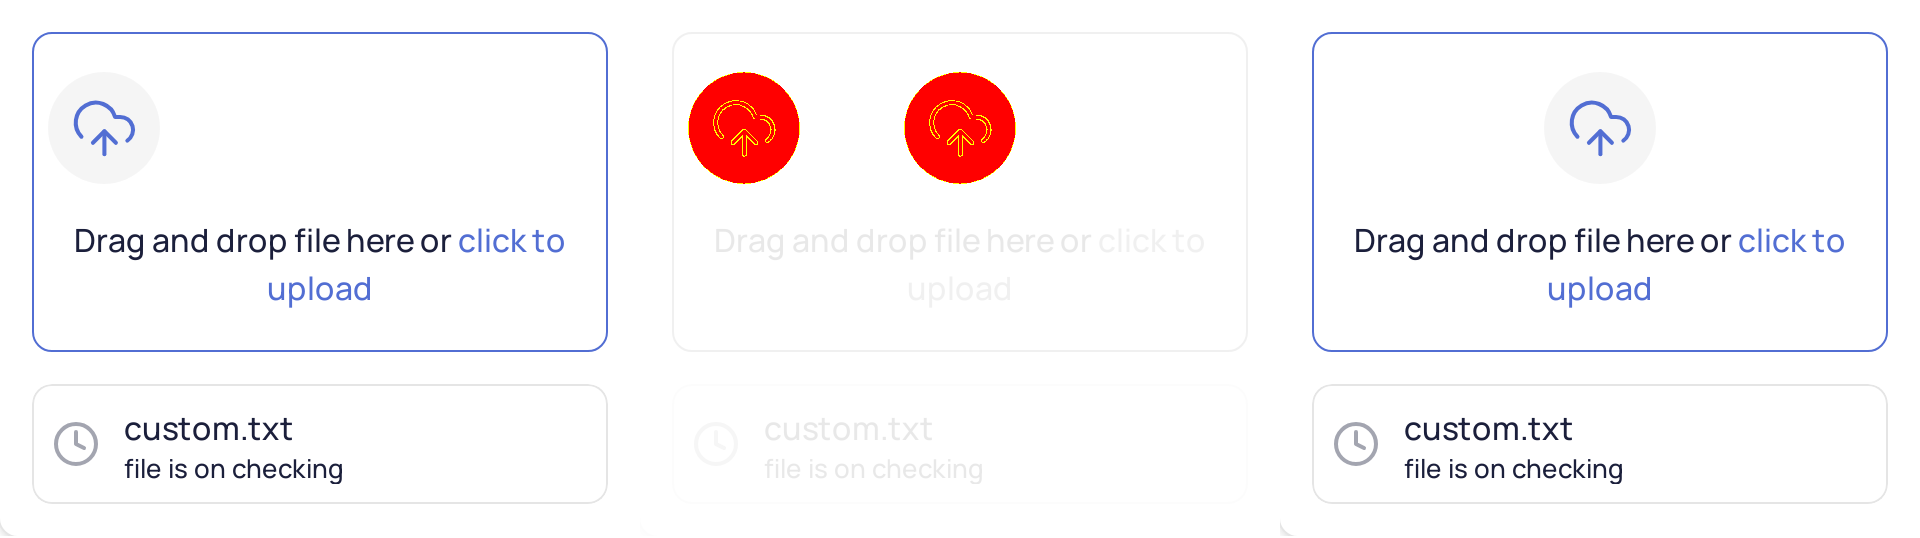 Drag and drop file here or click to
upload
custom.txt
file is on checking
Drag and drop file here or click to
upload
custom.txt
file is on checking
Drag and drop file here or click to
upload
custom.txt
file is on checking